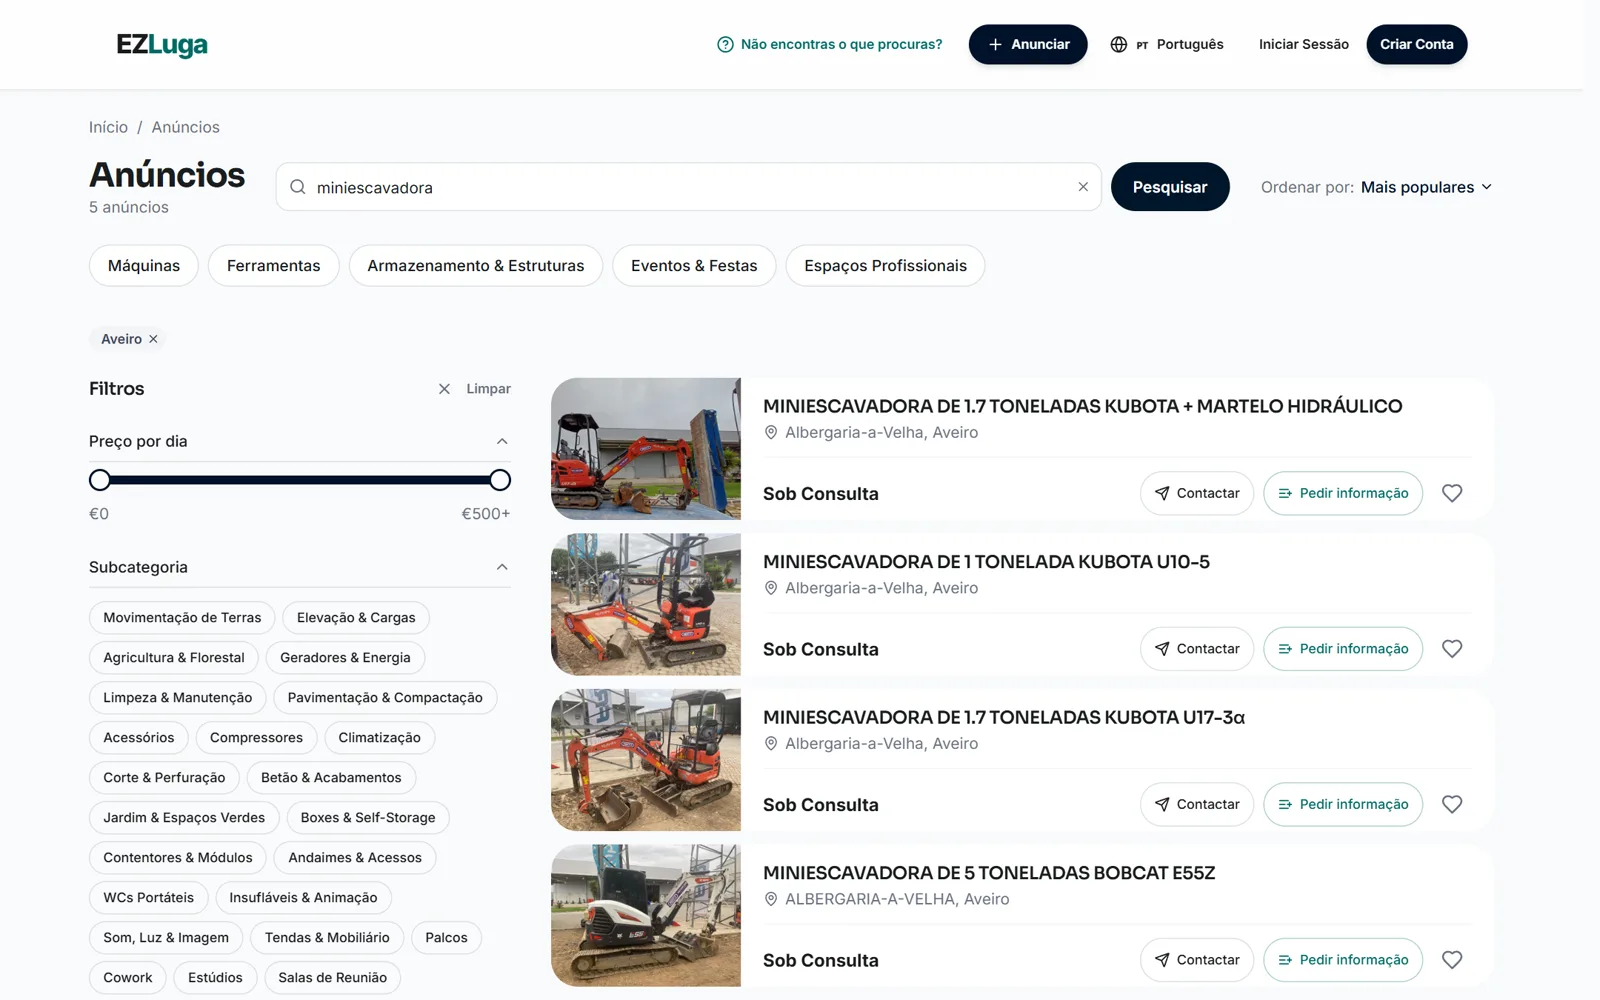 EZLuga
Não encontras o que procuras?
Anunciar
PT Português
Iniciar Sessão
Criar Conta
Início / Anúncios
Anúncios
5 anúncios
miniescavadora
Pesquisar
Ordenar por: Mais populares
Máquinas
Ferramentas
Armazenamento & Estruturas
Eventos & Festas
Espaços Profissionais
Aveiro
Filtros
Limpar
Preço por dia
€0
€500+
Subcategoria
Movimentação de Terras
Elevação & Cargas
Agricultura & Florestal
Geradores & Energia
Limpeza & Manutenção
Pavimentação & Compactação
Acessórios
Compressores
Climatização
Corte & Perfuração
Betão & Acabamentos
Jardim & Espaços Verdes
Boxes & Self-Storage
Contentores & Módulos
Andaimes & Acessos
WCs Portáteis
Insufláveis & Animação
Som, Luz & Imagem
Tendas & Mobiliário
Palcos
Cowork
Estúdios
Salas de Reunião
MINIESCAVADORA DE 1.7 TONELADAS KUBOTA + MARTELO HIDRÁULICO
Albergaria-a-Velha, Aveiro
Sob Consulta
Contactar
Pedir informação
MINIESCAVADORA DE 1 TONELADA KUBOTA U10-5
Albergaria-a-Velha, Aveiro
Sob Consulta
Contactar
Pedir informação
MINIESCAVADORA DE 1.7 TONELADAS KUBOTA U17-3α
Albergaria-a-Velha, Aveiro
Sob Consulta
Contactar
Pedir informação
MINIESCAVADORA DE 5 TONELADAS BOBCAT E55Z
ALBERGARIA-A-VELHA, Aveiro
Sob Consulta
Contactar
Pedir informação